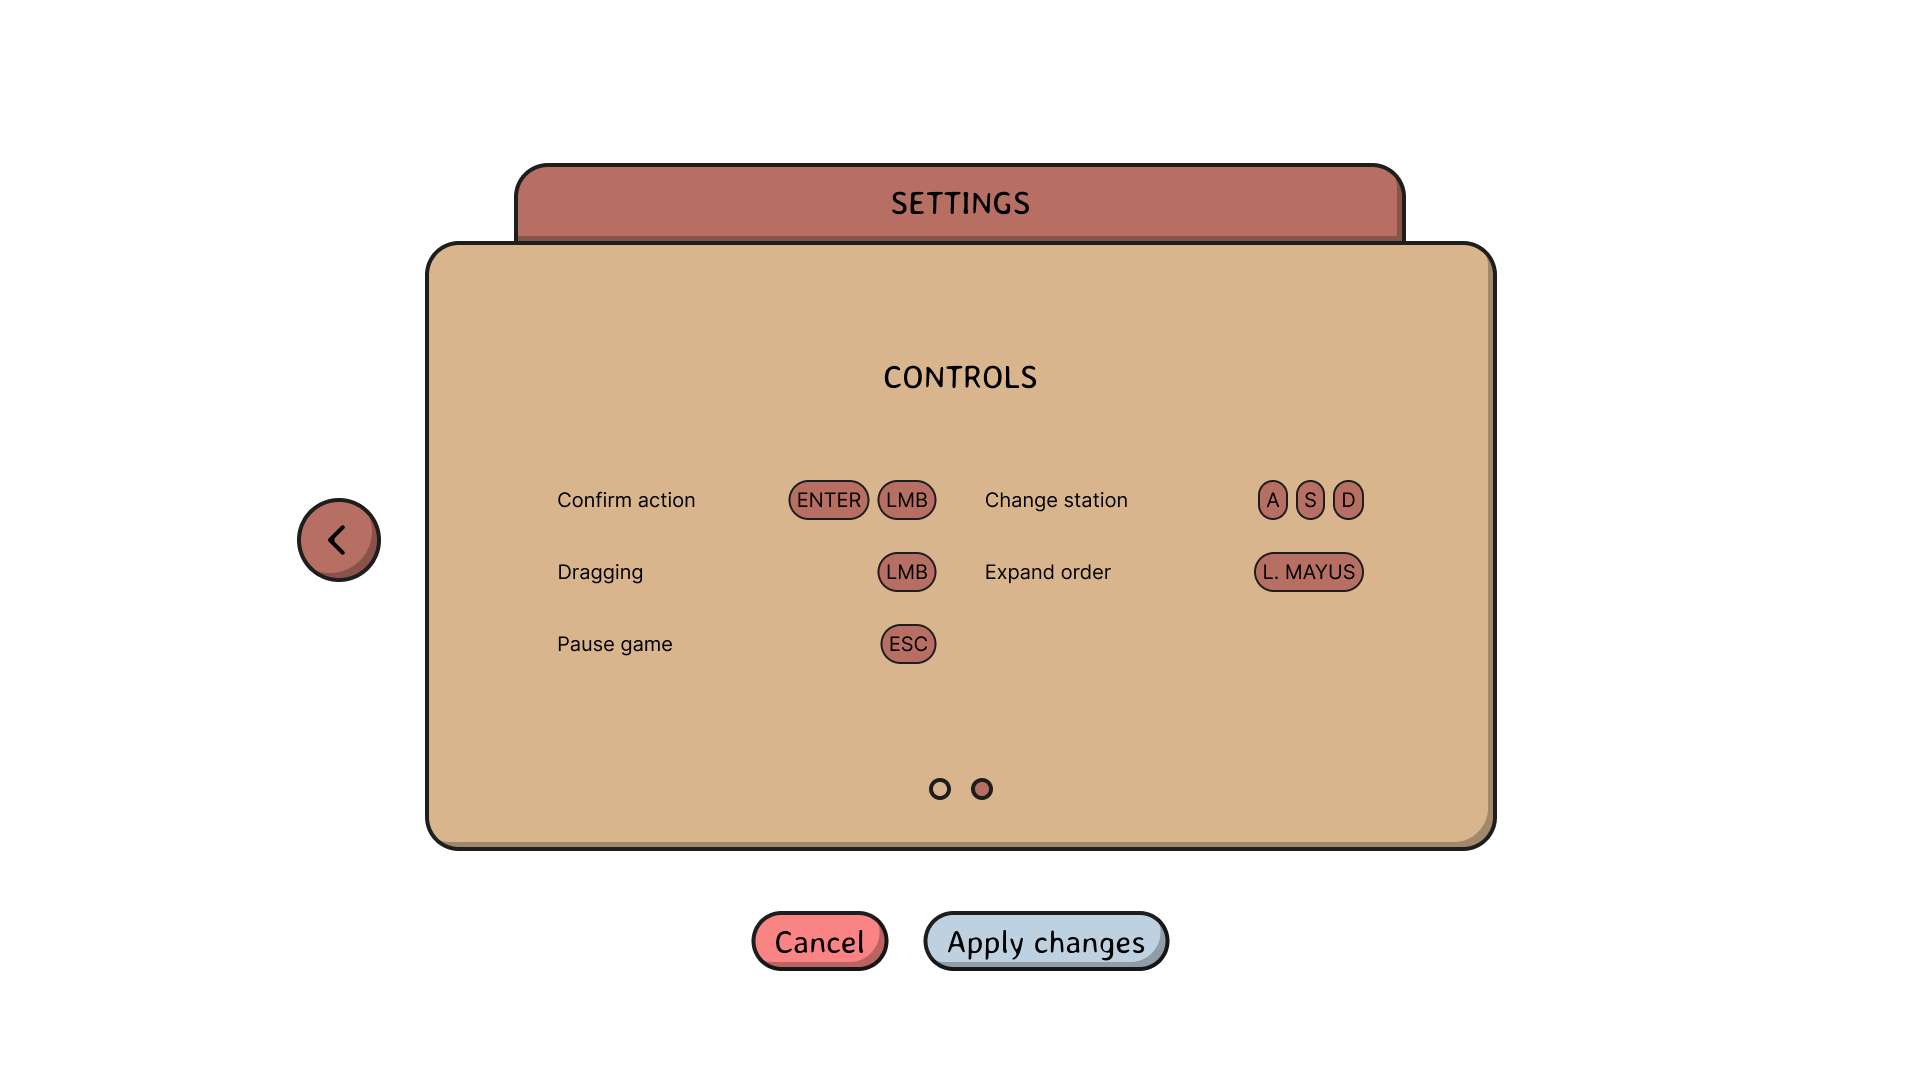 SETTINGS
CONTROLS
Confirm action ENTER LMB Change station A S D
Dragging LMB Expand order L. MAYUS
Pause game ESC
Cancel Apply changes